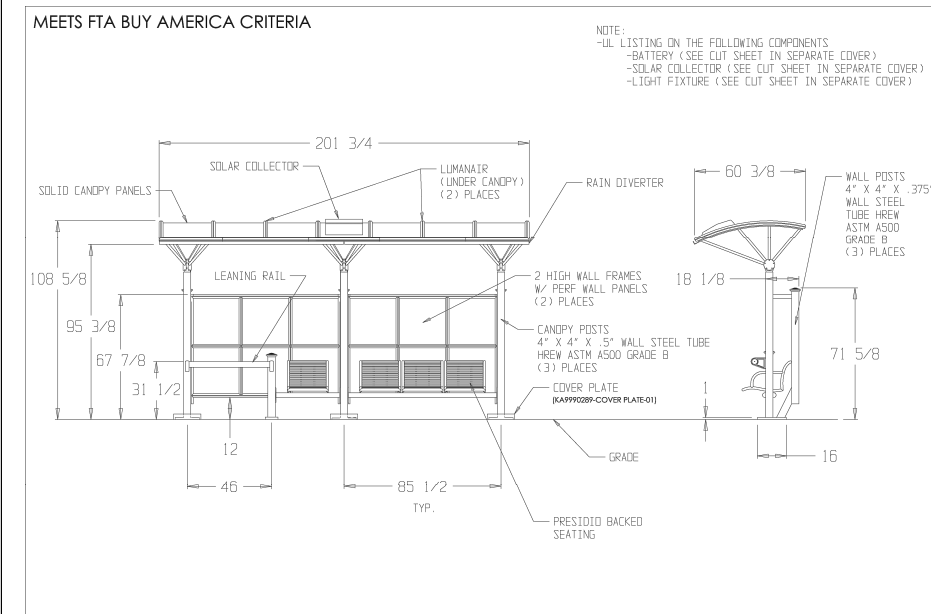 MEETS FTA BUY AMERICA CRITERIA
NOTE:
-UL LISTING ON THE FOLLOWING COMPONENTS
-BATTERY (SEE CUT SHEET IN SEPARATE COVER)
-SOLAR COLLECTOR (SEE CUT SHEET IN SEPARATE COVER)
-LIGHT FIXTURE (SEE CUT SHEET IN SEPARATE COVER)
201 3/4
SOLAR COLLECTOR
LUMANAIR
(UNDER CANOPY)
(2) PLACES
SOLID CANOPY PANELS
RAIN DIVERTER
60 3/8
WALL POSTS
4" X 4" X .375"
WALL STEEL
TUBE HREW
ASTM A500
GRADE B
(3) PLACES
108 5/8
LEANING RAIL
2 HIGH WALL FRAMES
W/ PERF WALL PANELS
(2) PLACES
18 1/8
95 3/8
CANOPY POSTS
4" X 4" X .5" WALL STEEL TUBE
HREW ASTM A500 GRADE B
(3) PLACES
67 7/8
71 5/8
31 1/2
COVER PLATE
(KA9990289-COVER PLATE-01)
1
12
GRADE
16
46
85 1/2
TYP.
PRESIDIO BACKED
SEATING